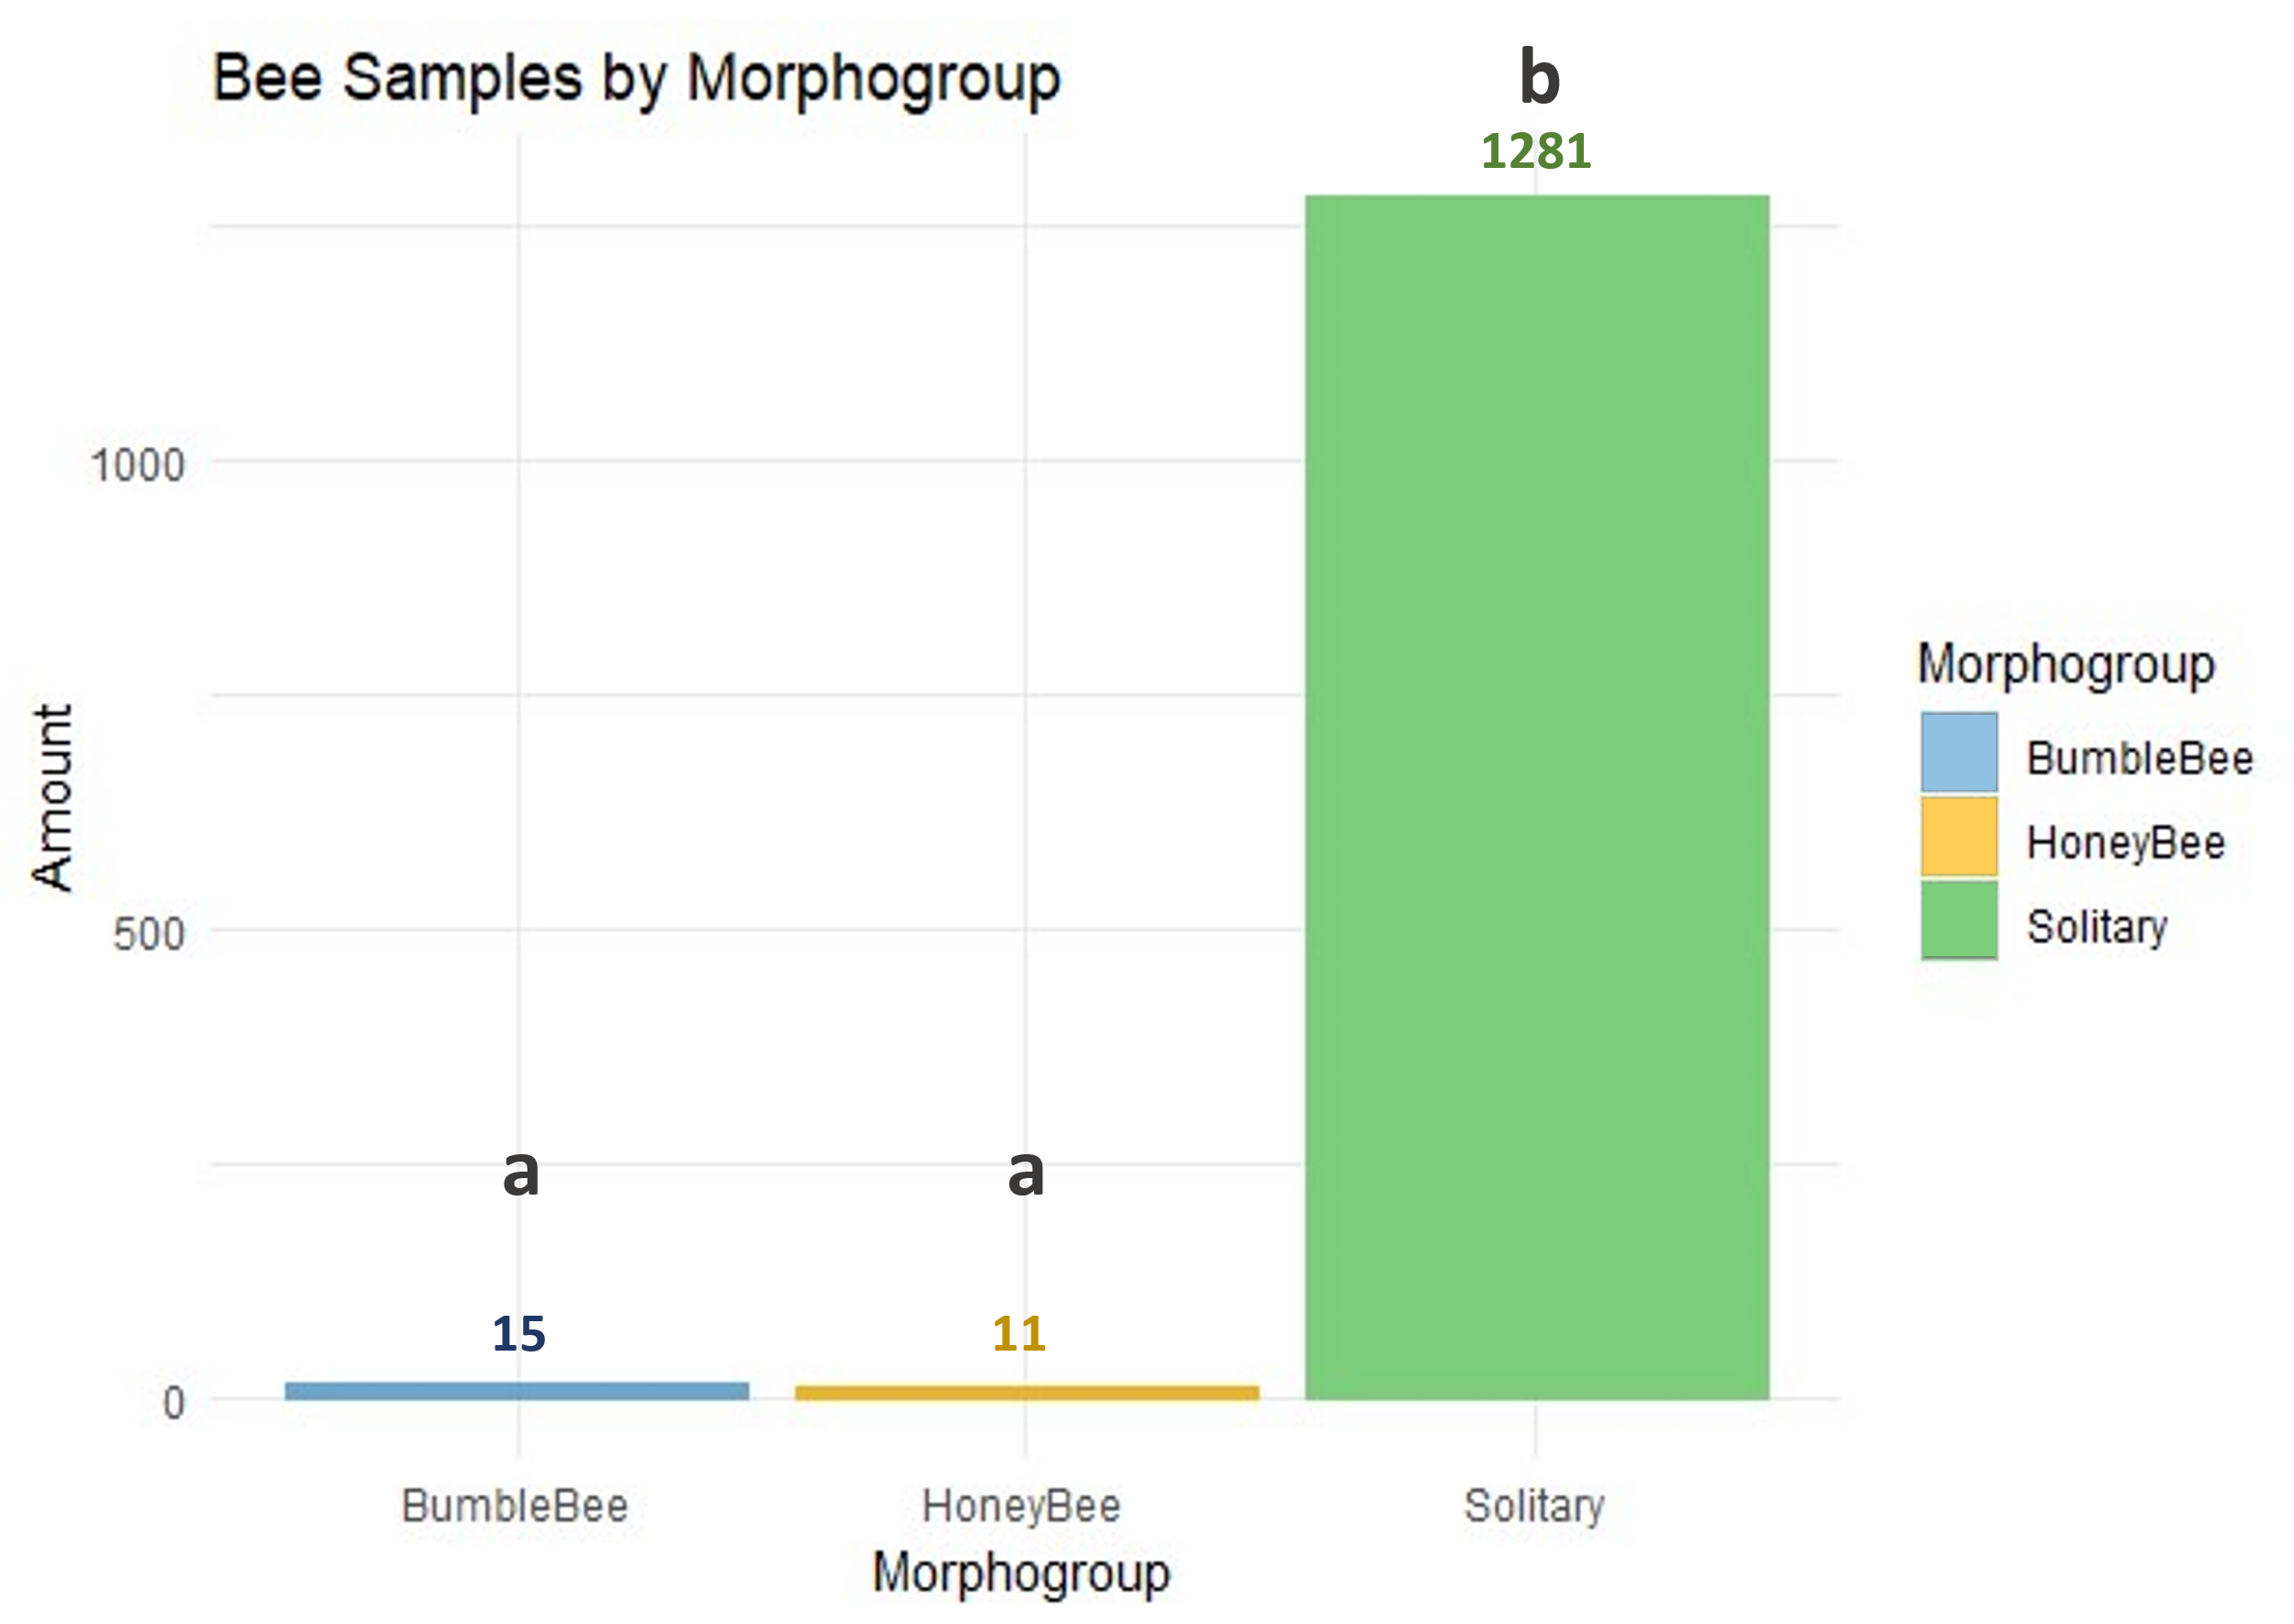 Bee Samples by Morphogroup
b
1281
1000
500
0
Amount
a
a
15
11
BumbleBee
HoneyBee
Solitary
Morphogroup
Morphogroup
BumbleBee
HoneyBee
Solitary